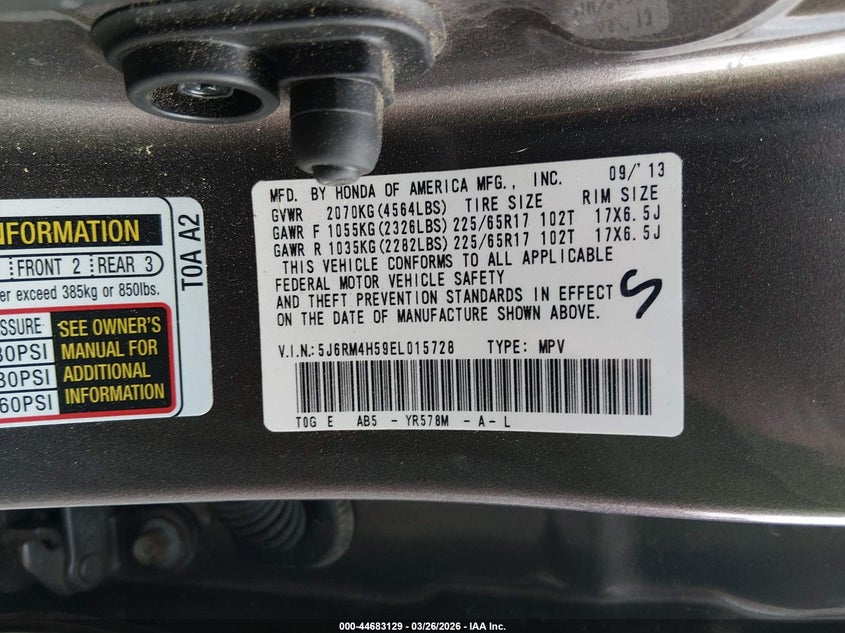 NFORMATION
FRONT 2 REAR 3
er exceed 385kg or 850lbs.
SSURE
30PSI
30PSI
60PSI
SEE OWNER'S
MANUAL FOR
ADDITIONAL
INFORMATION
T0A A2
MFD. BY HONDA OF AMERICA MFG., INC. 09/'13
GVWR 2070KG(4564LBS) TIRE SIZE RIM SIZE
GAWR F 1055KG(2326LBS) 225/65R17 102T 17X6.5J
GAWR R 1035KG(2282LBS) 225/65R17 102T 17X6.5J
THIS VEHICLE CONFORMS TO ALL APPLICABLE
FEDERAL MOTOR VEHICLE SAFETY
AND THEFT PREVENTION STANDARDS IN EFFECT
ON THE DATE OF MANUFACTURE SHOWN ABOVE.
V.I.N.: 5J6RM4H59EL015728 TYPE: MPV
T0G E AB5 - YR578M - A - L
000-44683129 - 03/26/2026 - IAA Inc.